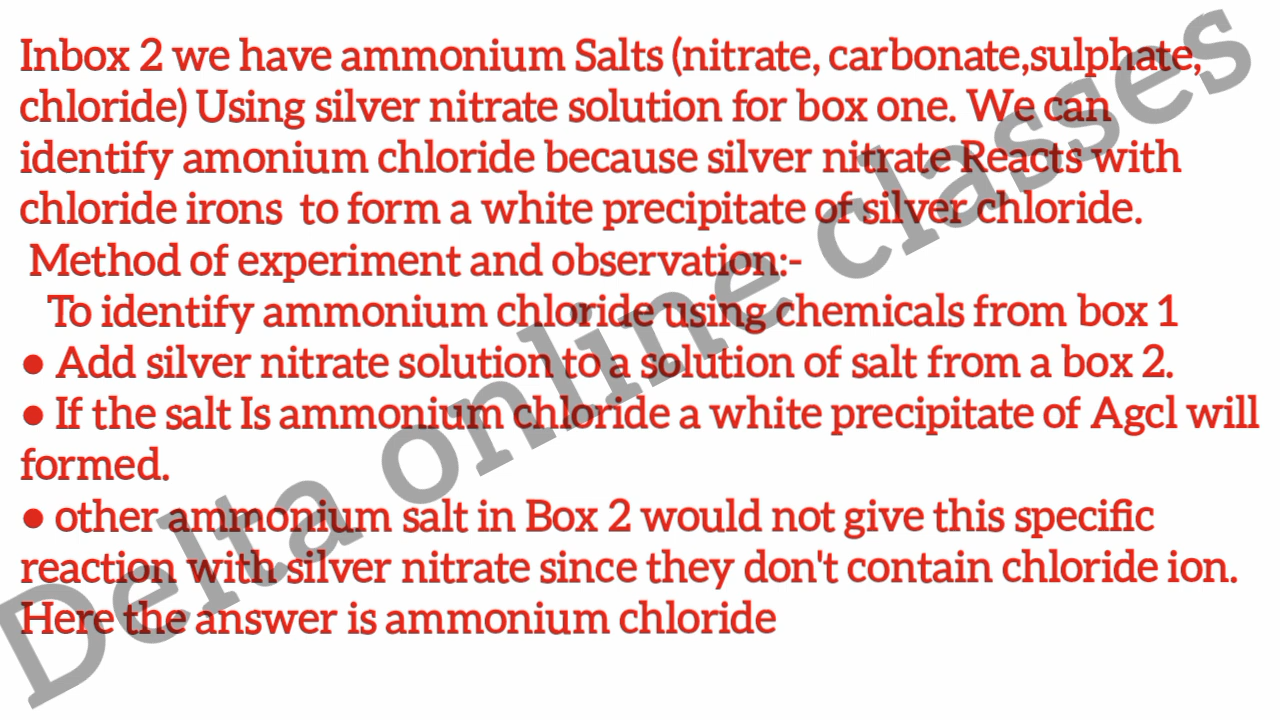 Inbox 2 we have ammonium Salts (nitrate, carbonate,sulphate,
chloride) Using silver nitrate solution for box one. We can
identify amonium chloride because silver nitrate Reacts with
chloride irons to form a white precipitate of silver chloride.
Method of experiment and observation:-
To identify ammonium chloride using chemicals from box 1
● Add silver nitrate solution to a solution of salt from a box 2.
● If the salt Is ammonium chloride a white precipitate of Agcl will
formed.
● other ammonium salt in Box 2 would not give this specific
reaction with silver nitrate since they don't contain chloride ion.
Here the answer is ammonium chloride
Delta online classes